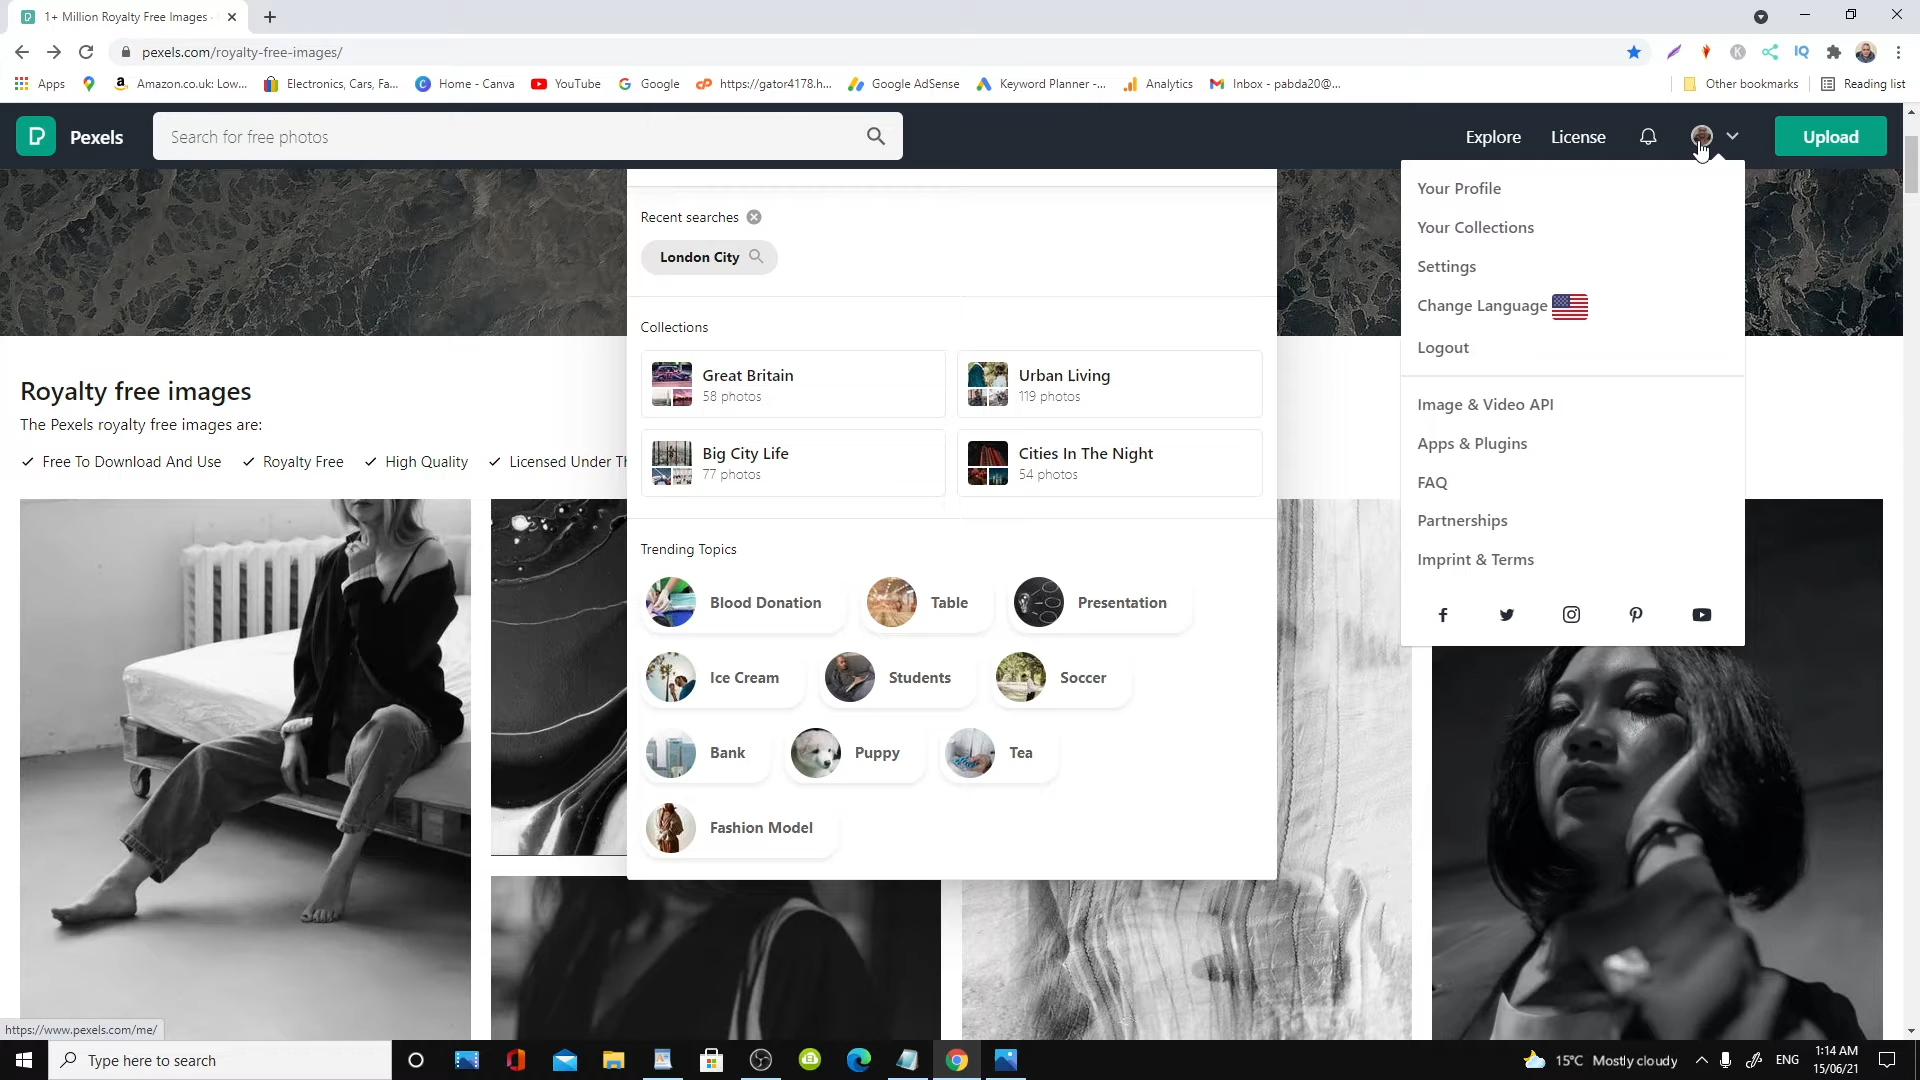 1+ Million Royalty Free Images -
pexels.com/royalty-free-images/
Apps
Amazon.co.uk: Low...
Electronics, Cars, Fa...
Home - Canva
YouTube
Google
https://gator4178.h...
Google AdSense
Keyword Planner -...
Analytics
Inbox - pabda20@...
Other bookmarks
Reading list
Pexels
Search for free photos
Explore
License
Upload
Recent searches
London City
Collections
Great Britain
58 photos
Urban Living
119 photos
Big City Life
77 photos
Cities In The Night
54 photos
Trending Topics
Blood Donation
Table
Presentation
Ice Cream
Students
Soccer
Bank
Puppy
Tea
Fashion Model
Your Profile
Your Collections
Settings
Change Language
Logout
Image & Video API
Apps & Plugins
FAQ
Partnerships
Imprint & Terms
Royalty free images
The Pexels royalty free images are:
Free To Download And Use
Royalty Free
High Quality
Licensed Under
https://www.pexels.com/me/
Type here to search
15°C Mostly cloudy
ENG
1:14 AM
15/06/21